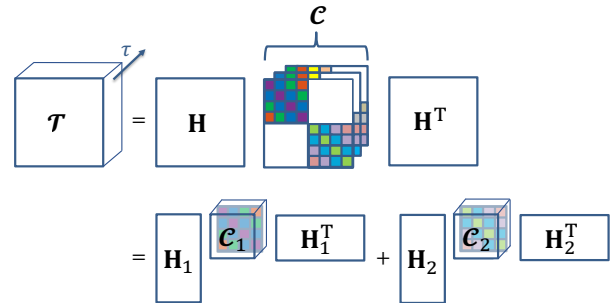 𝓒
τ
𝓣 = 𝐇 𝐇ᵀ
= 𝐇₁ 𝓒₁ 𝐇₁ᵀ + 𝐇₂ 𝓒₂ 𝐇₂ᵀ